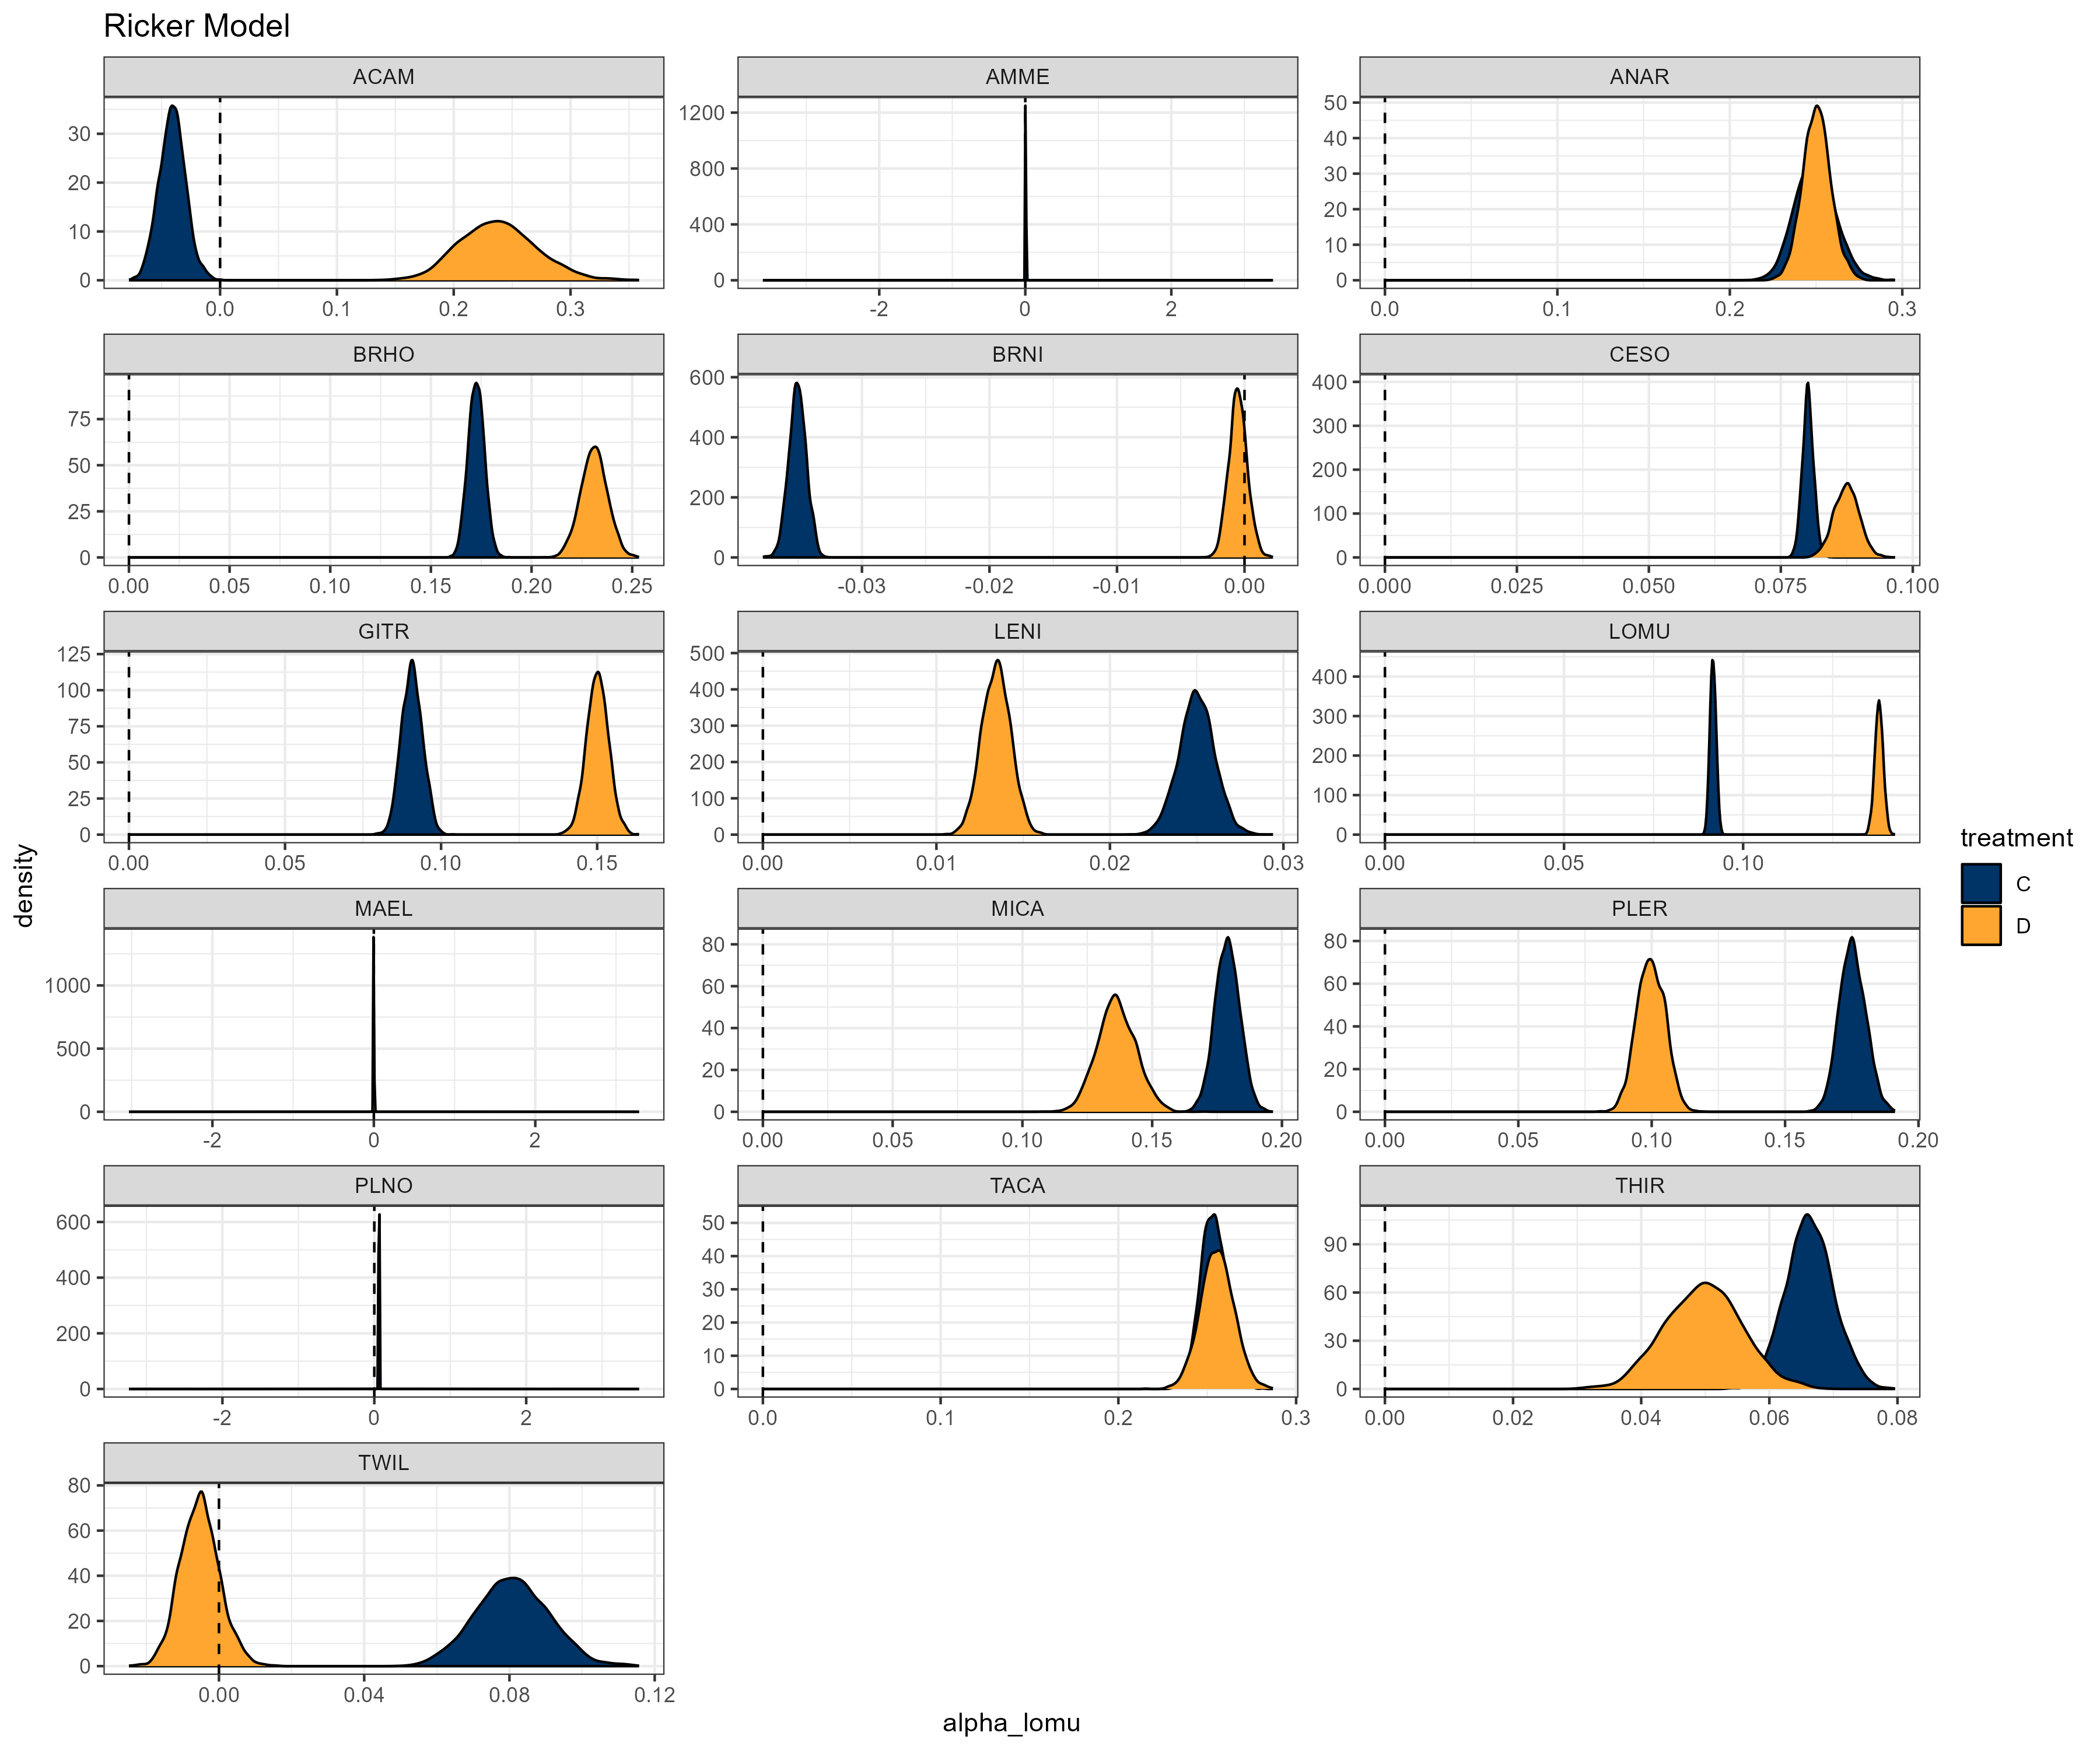 Ricker Model
ACAM AMME ANAR
30 20 10 0
0.0 0.1 0.2 0.3
1200 800 400 0
-2 0 2
50 40 30 20 10 0
0.0 0.1 0.2 0.3
BRHO BRNI CESO
75 50 25 0
0.00 0.05 0.10 0.15 0.20 0.25
600 400 200 0
-0.03 -0.02 -0.01 0.00
400 300 200 100 0
0.000 0.025 0.050 0.075 0.100
GITR LENI LOMU
125 100 75 50 25 0
0.00 0.05 0.10 0.15
500 400 300 200 100 0
0.00 0.01 0.02 0.03
400 300 200 100 0
0.00 0.05 0.10
MAEL MICA PLER
1000 500 0
-2 0 2
80 60 40 20 0
0.00 0.05 0.10 0.15 0.20
80 60 40 20 0
0.00 0.05 0.10 0.15 0.20
PLNO TACA THIR
600 400 200 0
-2 0 2
50 40 30 20 10 0
0.0 0.1 0.2 0.3
90 60 30 0
0.00 0.02 0.04 0.06 0.08
TWIL
80 60 40 20 0
0.00 0.04 0.08 0.12
density
alpha_lomu
treatment
C
D